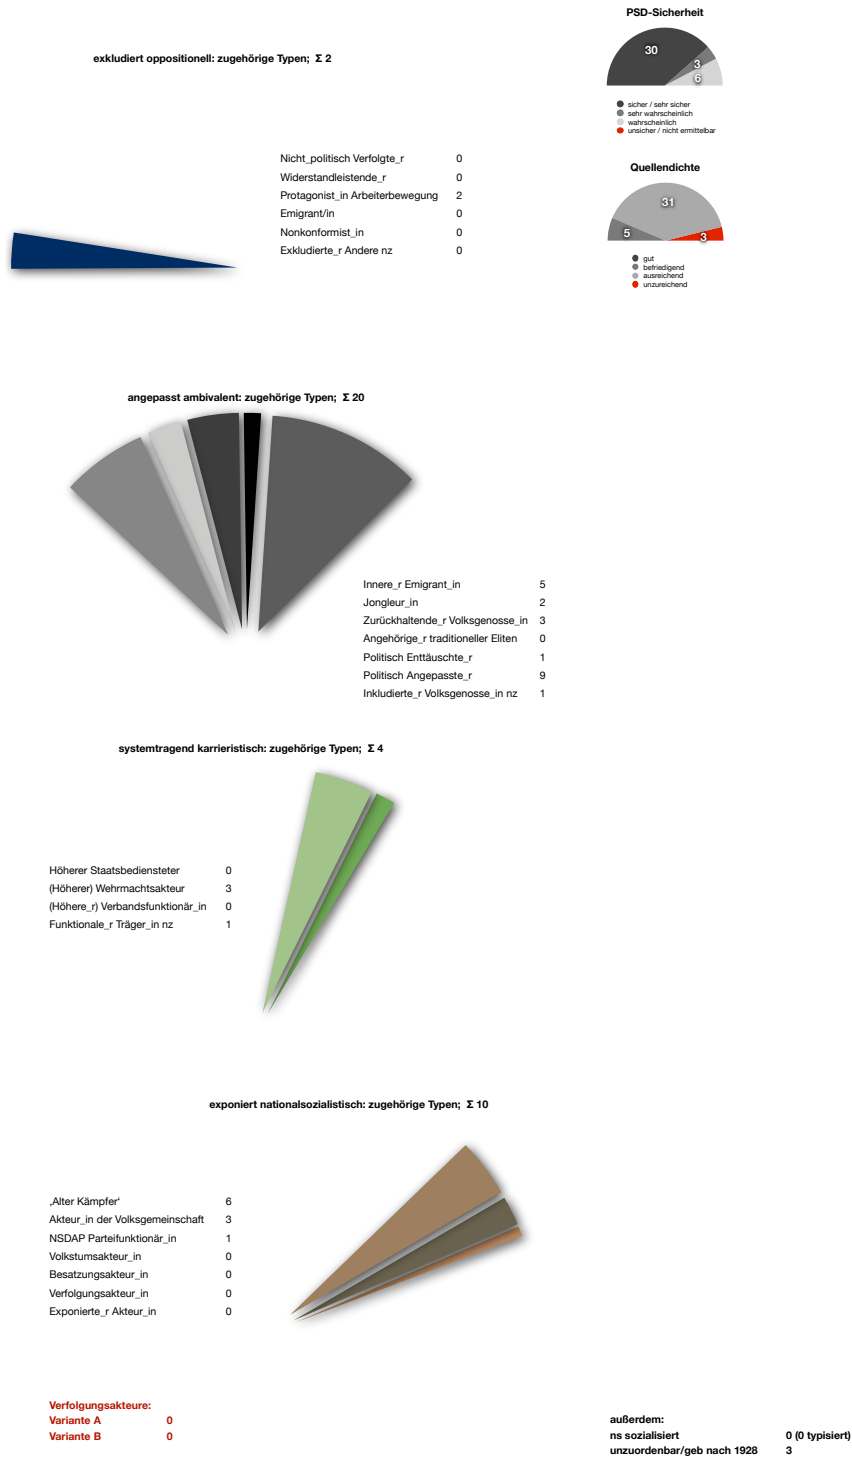 PSD-Sicherheit
30
3
6
sicher / sehr sicher
sehr wahrscheinlich
wahrscheinlich
unsicher / nicht ermittelbar
Quellendichte
31
5
3
gut
befriedigend
ausreichend
unzureichend
exkludiert oppositionell: zugehörige Typen; Σ 2
Nicht_politisch Verfolgte_r 0
Widerstandleistende_r 0
Protagonist_in Arbeiterbewegung 2
Emigrant/in 0
Nonkonformist_in 0
Exkludierte_r Andere nz 0
angepasst ambivalent: zugehörige Typen; Σ 20
Innere_r Emigrant_in 5
Jongleur_in 2
Zurückhaltende_r Volksgenosse_in 3
Angehörige_r traditioneller Eliten 0
Politisch Enttäuschte_r 1
Politisch Angepasste_r 9
Inkludierte_r Volksgenosse_in nz 1
systemtragend karrieristisch: zugehörige Typen; Σ 4
Höherer Staatsbediensteter 0
(Höherer) Wehrmachtsakteur 3
(Höhere_r) Verbandsfunktionär_in 0
Funktionale_r Träger_in nz 1
exponiert nationalsozialistisch: zugehörige Typen; Σ 10
‚Alter Kämpfer‘ 6
Akteur_in der Volksgemeinschaft 3
NSDAP Parteifunktionär_in 1
Volkstumsakteur_in 0
Besatzungsakteur_in 0
Verfolgungsakteur_in 0
Exponierte_r Akteur_in 0
Verfolgungsakteure:
Variante A 0
Variante B 0
außerdem:
ns sozialisiert 0 (0 typisiert)
unzuordenbar/geb nach 1928 3